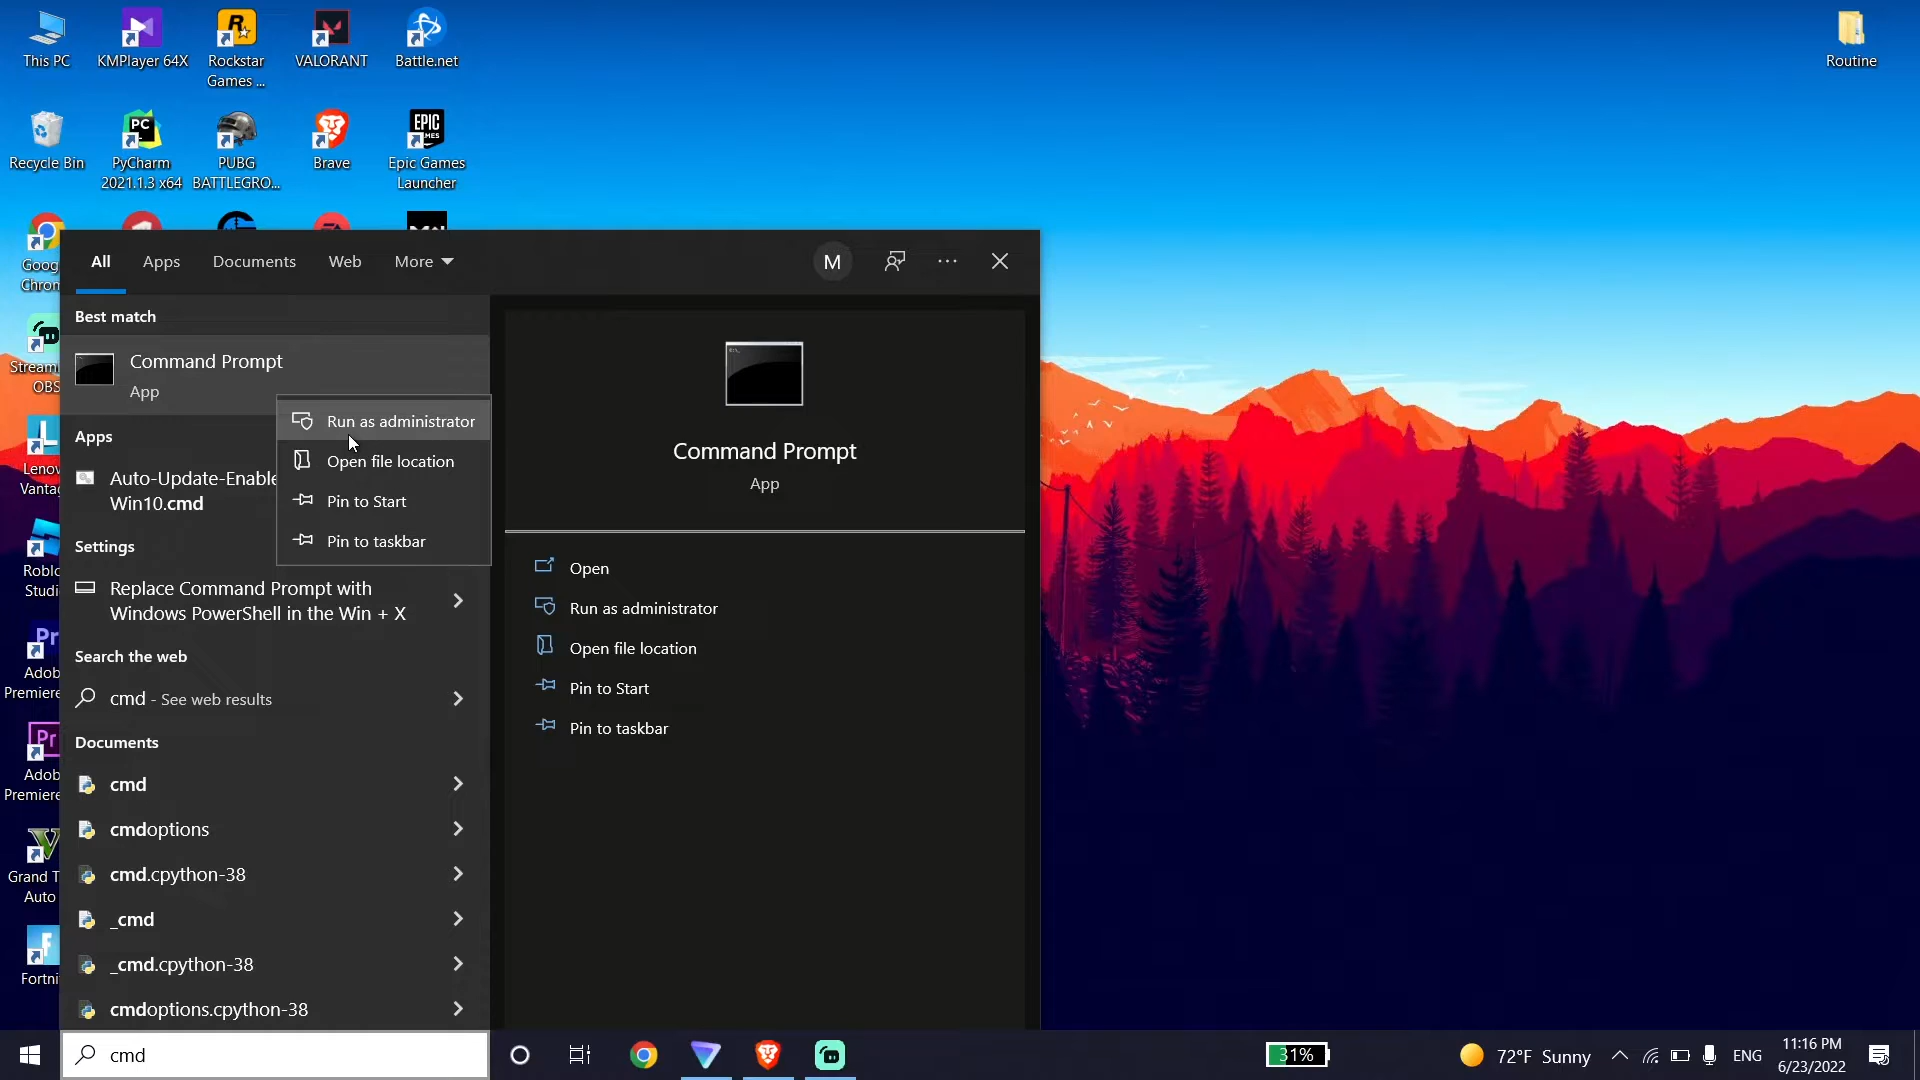 This PC
KMPlayer 64X
Rockstar
Games ...
VALORANT
Battle.net
Routine
Recycle Bin
PyCharm
2021.1.3 x64
PUBG
BATTLEGRO...
Brave
Epic Games
Launcher
Goog
Chrom
Stream
OBS
Lenov
Vantag
Roblo
Studi
Adob
Premiere
Adob
Premiere
Grand T
Auto
Fortni
All
Apps
Documents
Web
More
M
Best match
Command Prompt
App
Run as administrator
Open file location
Pin to Start
Pin to taskbar
Apps
Auto-Update-Enable
Win10.cmd
Settings
Replace Command Prompt with
Windows PowerShell in the Win + X
Search the web
cmd - See web results
Documents
cmd
cmdoptions
cmd.cpython-38
_cmd
_cmd.cpython-38
cmdoptions.cpython-38
Command Prompt
App
Open
Run as administrator
Open file location
Pin to Start
Pin to taskbar
cmd
31%
72°F Sunny
ENG
11:16 PM
6/23/2022